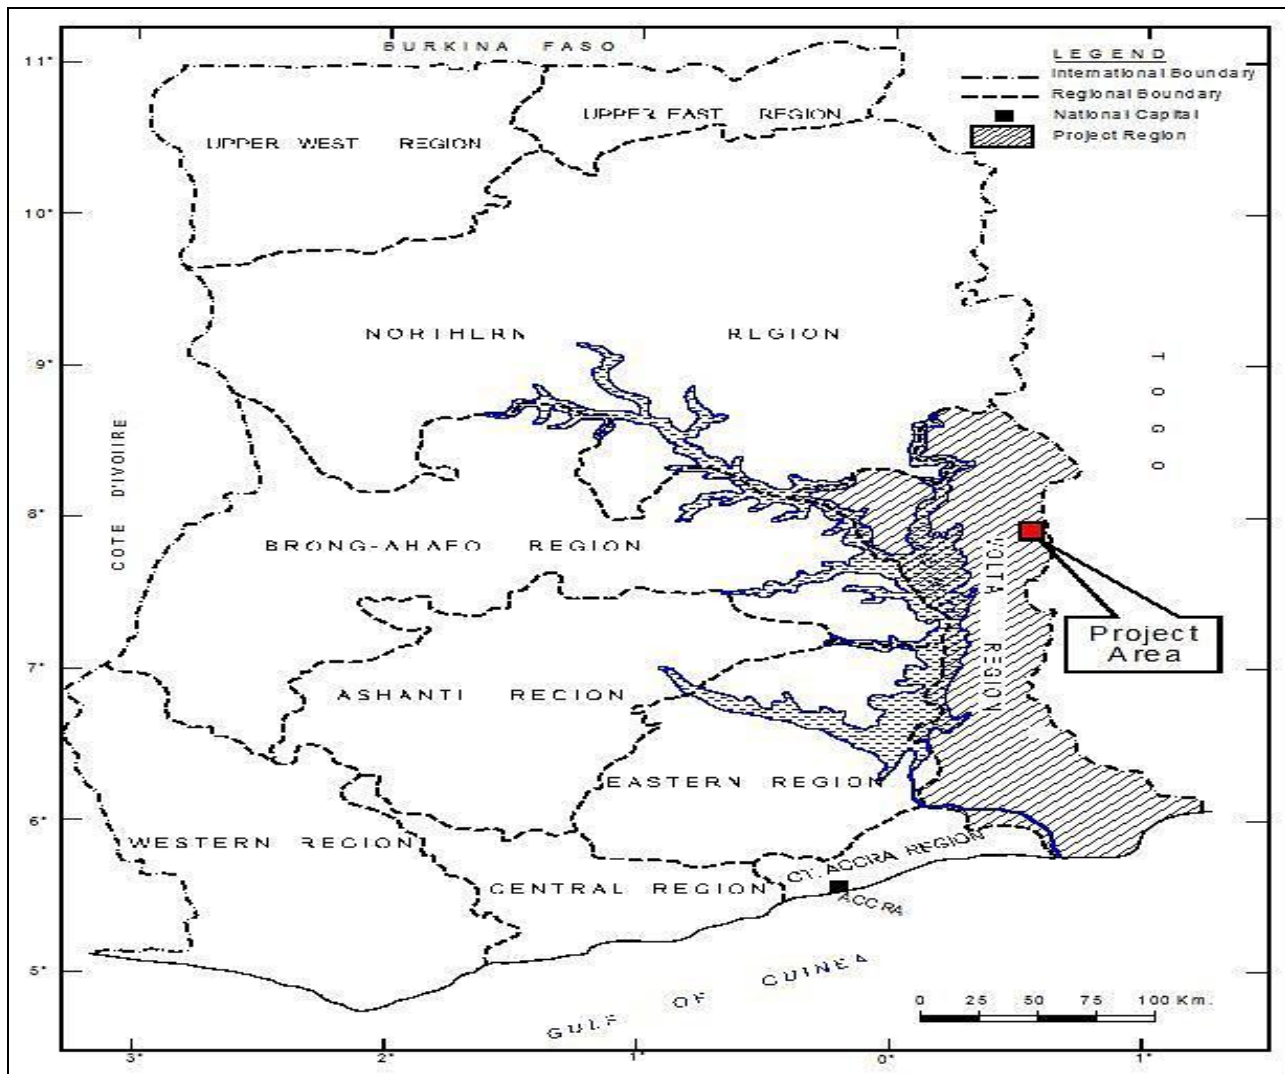 BURKINA FASO
LEGEND
International Boundary
Regional Boundary
National Capital
Project Region
11°
10°
9°
8°
7°
6°
5°
UPPER WEST REGION
UPPER EAST REGION
NORTHERN REGION
TOGO
COTE D'IVOIIRE
BRONG-AHAFO REGION
VOLTA REGION
Project
Area
ASHANTI REGION
EASTERN REGION
WESTERN REGION
GT. ACCRA REGION
CENTRAL REGION
ACCRA
GULF OF GUINEA
0 25 50 75 100 Km.
3° 2° 1° 0° 1°